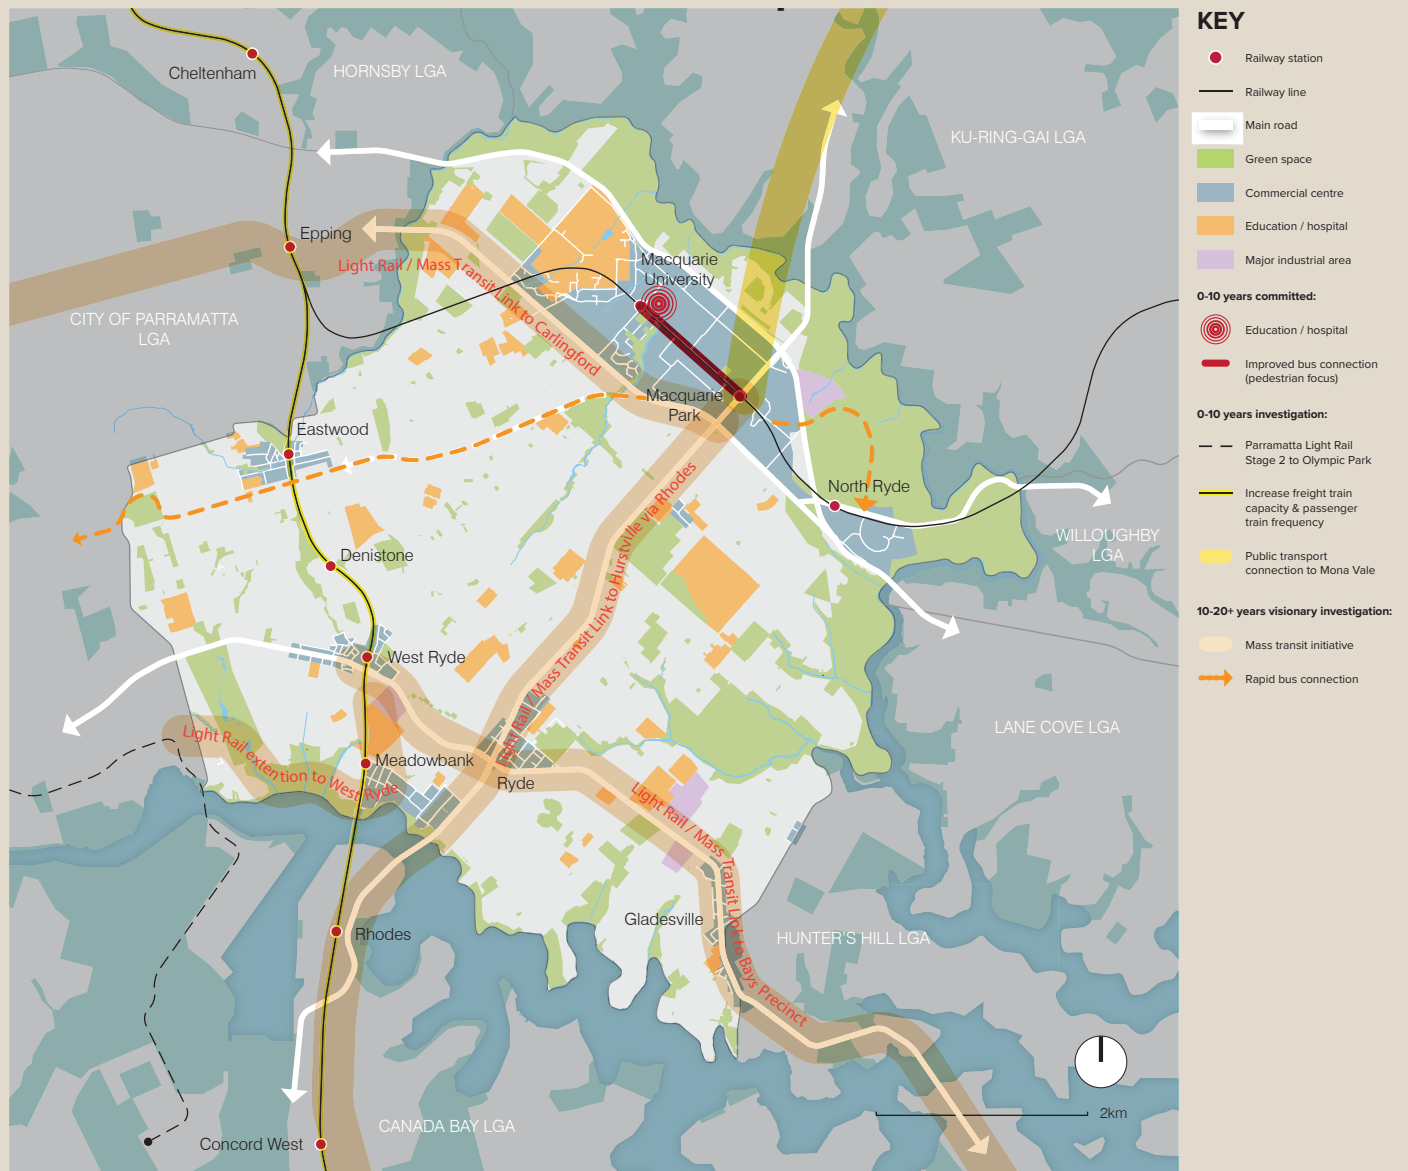 Cheltenham
HORNSBY LGA
KU-RING-GAI LGA
Epping
Light Rail / Mass Transit Link to Carlingford
Macquarie
University
CITY OF PARRAMATTA
LGA
Macquarie
Park
Eastwood
North Ryde
Light Rail / Mass Transit Link to Hurstville via Rhodes
WILLOUGHBY
LGA
Denistone
West Ryde
LANE COVE LGA
Light Rail extention to West Ryde
Meadowbank
Ryde
Light Rail / Mass Transit Link to Bays Precinct
Gladesville
HUNTER'S HILL LGA
Rhodes
CANADA BAY LGA
Concord West
2km
KEY
Railway station
Railway line
Main road
Green space
Commercial centre
Education / hospital
Major industrial area
0-10 years committed:
Education / hospital
Improved bus connection
(pedestrian focus)
0-10 years investigation:
Parramatta Light Rail
Stage 2 to Olympic Park
Increase freight train
capacity & passenger
train frequency
Public transport
connection to Mona Vale
10-20+ years visionary investigation:
Mass transit initiative
Rapid bus connection